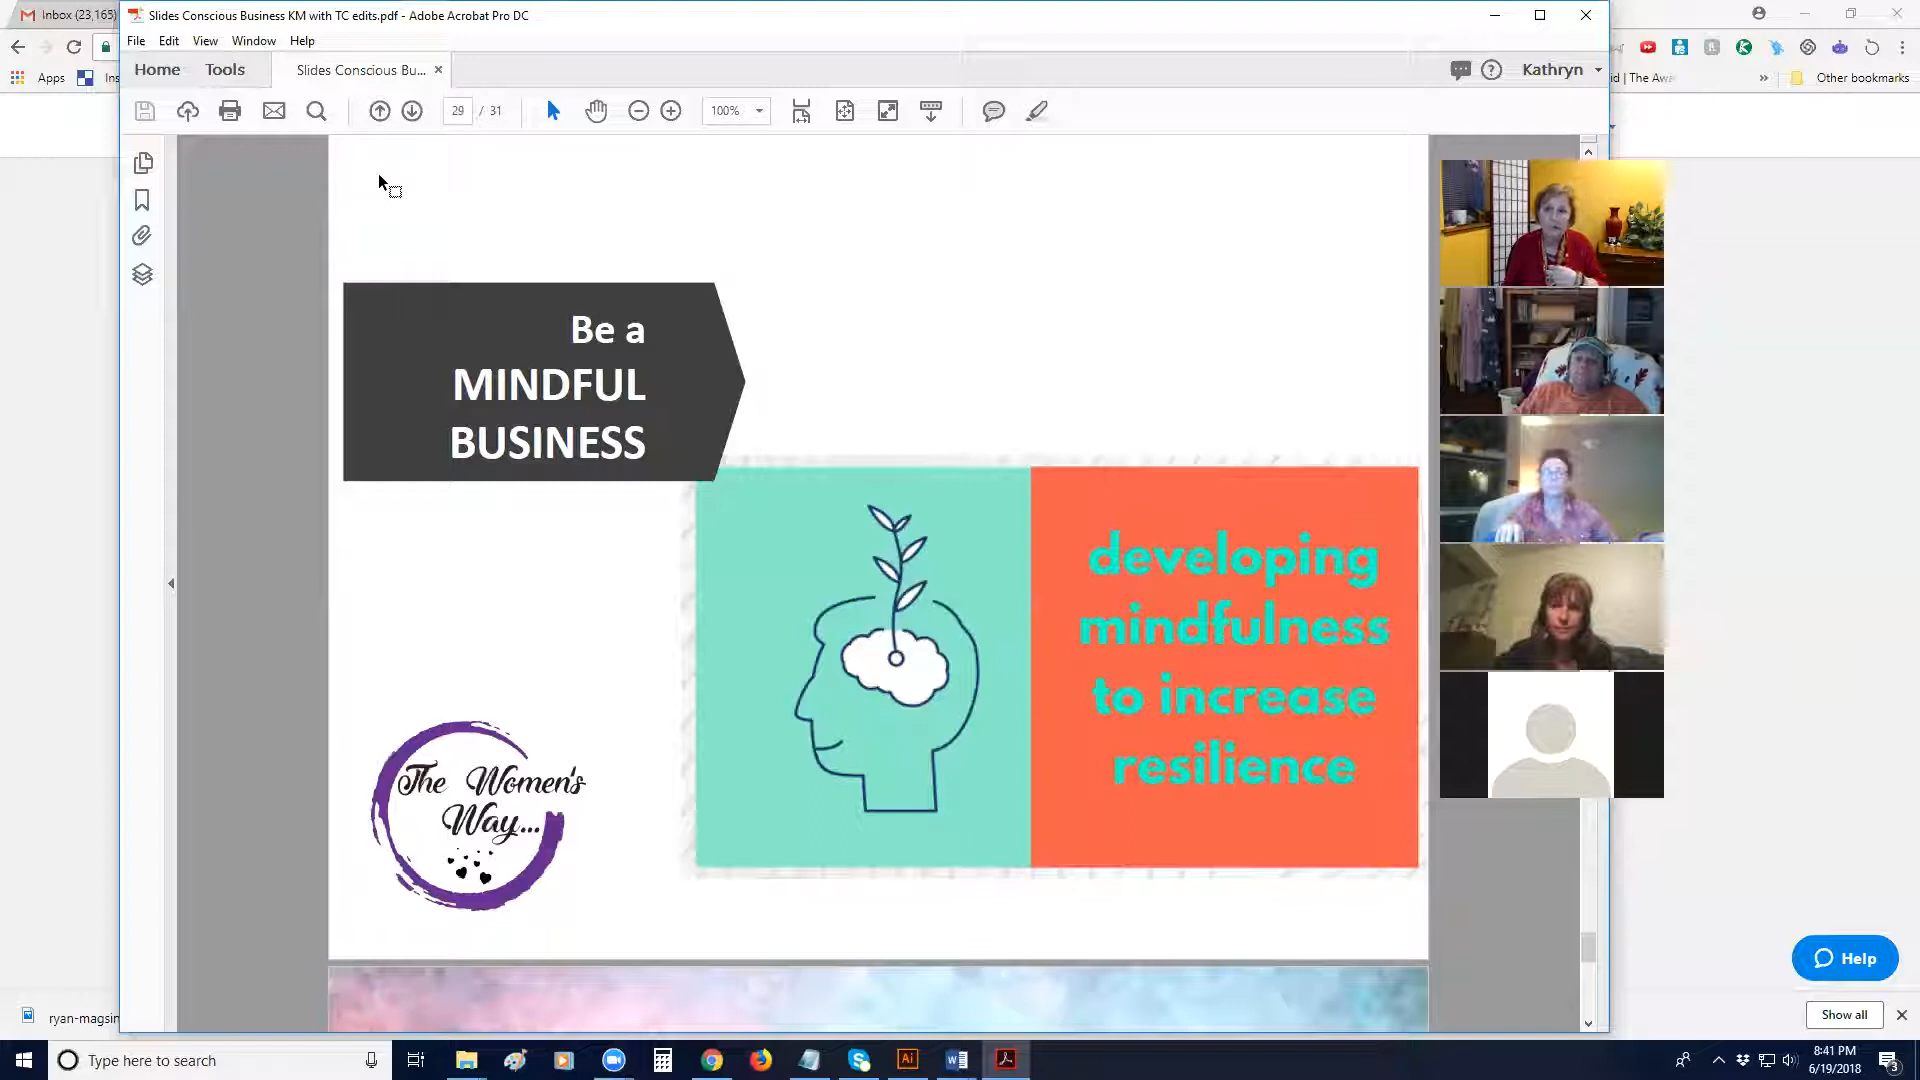 Inbox (23,165)
Slides Conscious Business KM with TC edits.pdf - Adobe Acrobat Pro DC
File Edit View Window Help
Home Tools Slides Conscious Bu... Kathryn
29 / 31 100%
Apps Ins
Other bookmarks
Be a
MINDFUL
BUSINESS
developing
mindfulness
to increase
resilience
The Women's
Way...
Help
ryan-magsin
Show all
Type here to search
8:41 PM
6/19/2018
3